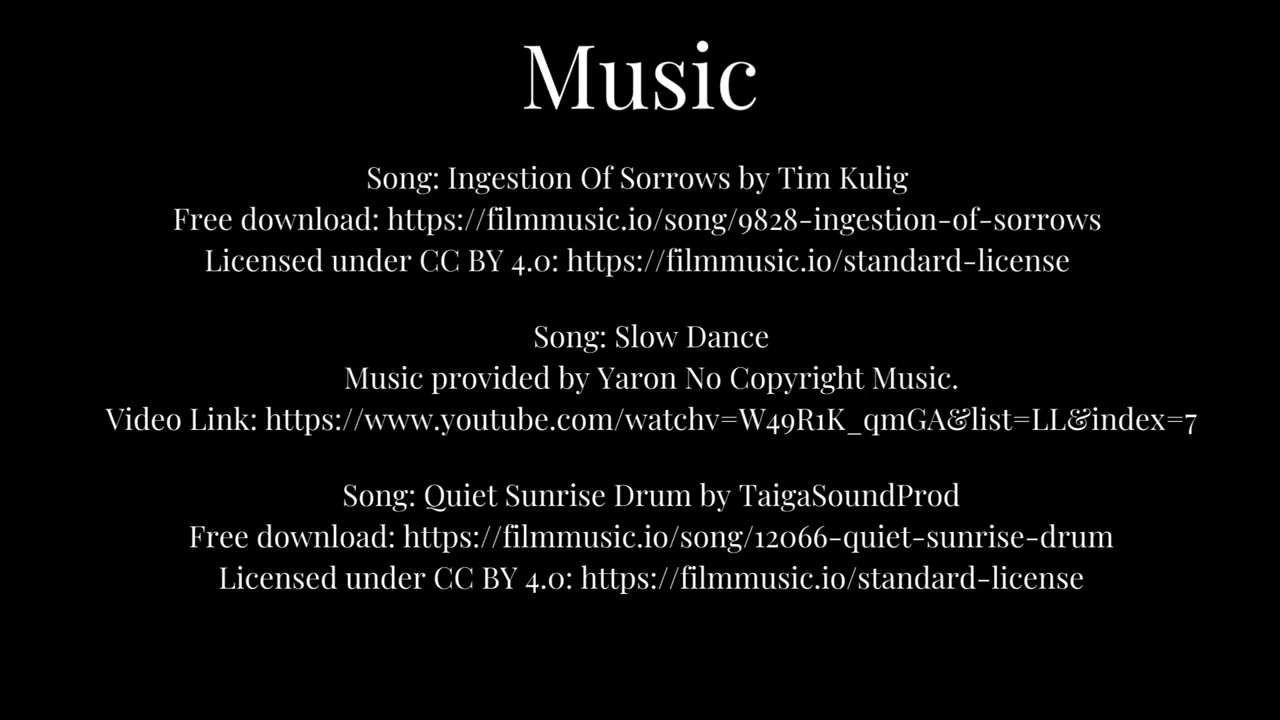 Music
Song: Ingestion Of Sorrows by Tim Kulig
Free download: https://filmmusic.io/song/9828-ingestion-of-sorrows
Licensed under CC BY 4.0: https://filmmusic.io/standard-license
Song: Slow Dance
Music provided by Yaron No Copyright Music.
Video Link: https://www.youtube.com/watchv=W49R1K_qmGA&list=LL&index=7
Song: Quiet Sunrise Drum by TaigaSoundProd
Free download: https://filmmusic.io/song/12066-quiet-sunrise-drum
Licensed under CC BY 4.0: https://filmmusic.io/standard-license